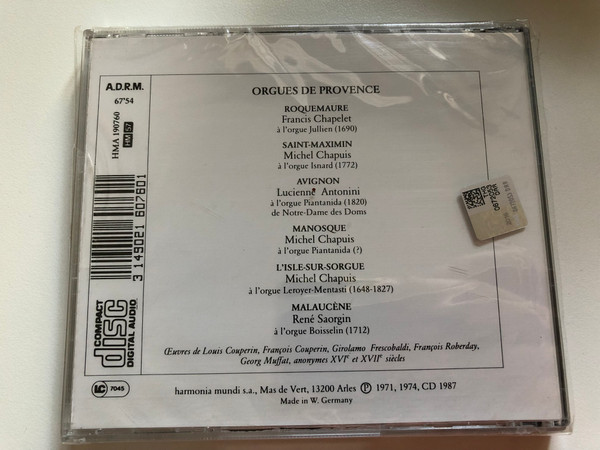 A.D.R.M.
67'54
HMA 190760
HM 57
3 149021 607601
COMPACT
disc
DIGITAL AUDIO
LC 7045
ORGUES DE PROVENCE
ROQUEMAURE
Francis Chapelet
à l'orgue Jullien (1690)
SAINT-MAXIMIN
Michel Chapuis
à l'orgue Isnard (1772)
AVIGNON
Lucienne Antonini
à l'orgue Piantanida (1820)
de Notre-Dame des Doms
MANOSQUE
Michel Chapuis
à l'orgue Piantanida (?)
L'ISLE-SUR-SORGUE
Michel Chapuis
à l'orgue Leroyer-Mentasti (1648-1827)
MALAUCÈNE
René Saorgin
à l'orgue Boisselin (1712)
Œuvres de Louis Couperin, François Couperin, Girolamo Frescobaldi, François Roberday,
Georg Muffat, anonymes XVIe et XVIIe siècles
harmonia mundi s.a., Mas de Vert, 13200 Arles ℗ 1971, 1974, CD 1987
Made in W. Germany